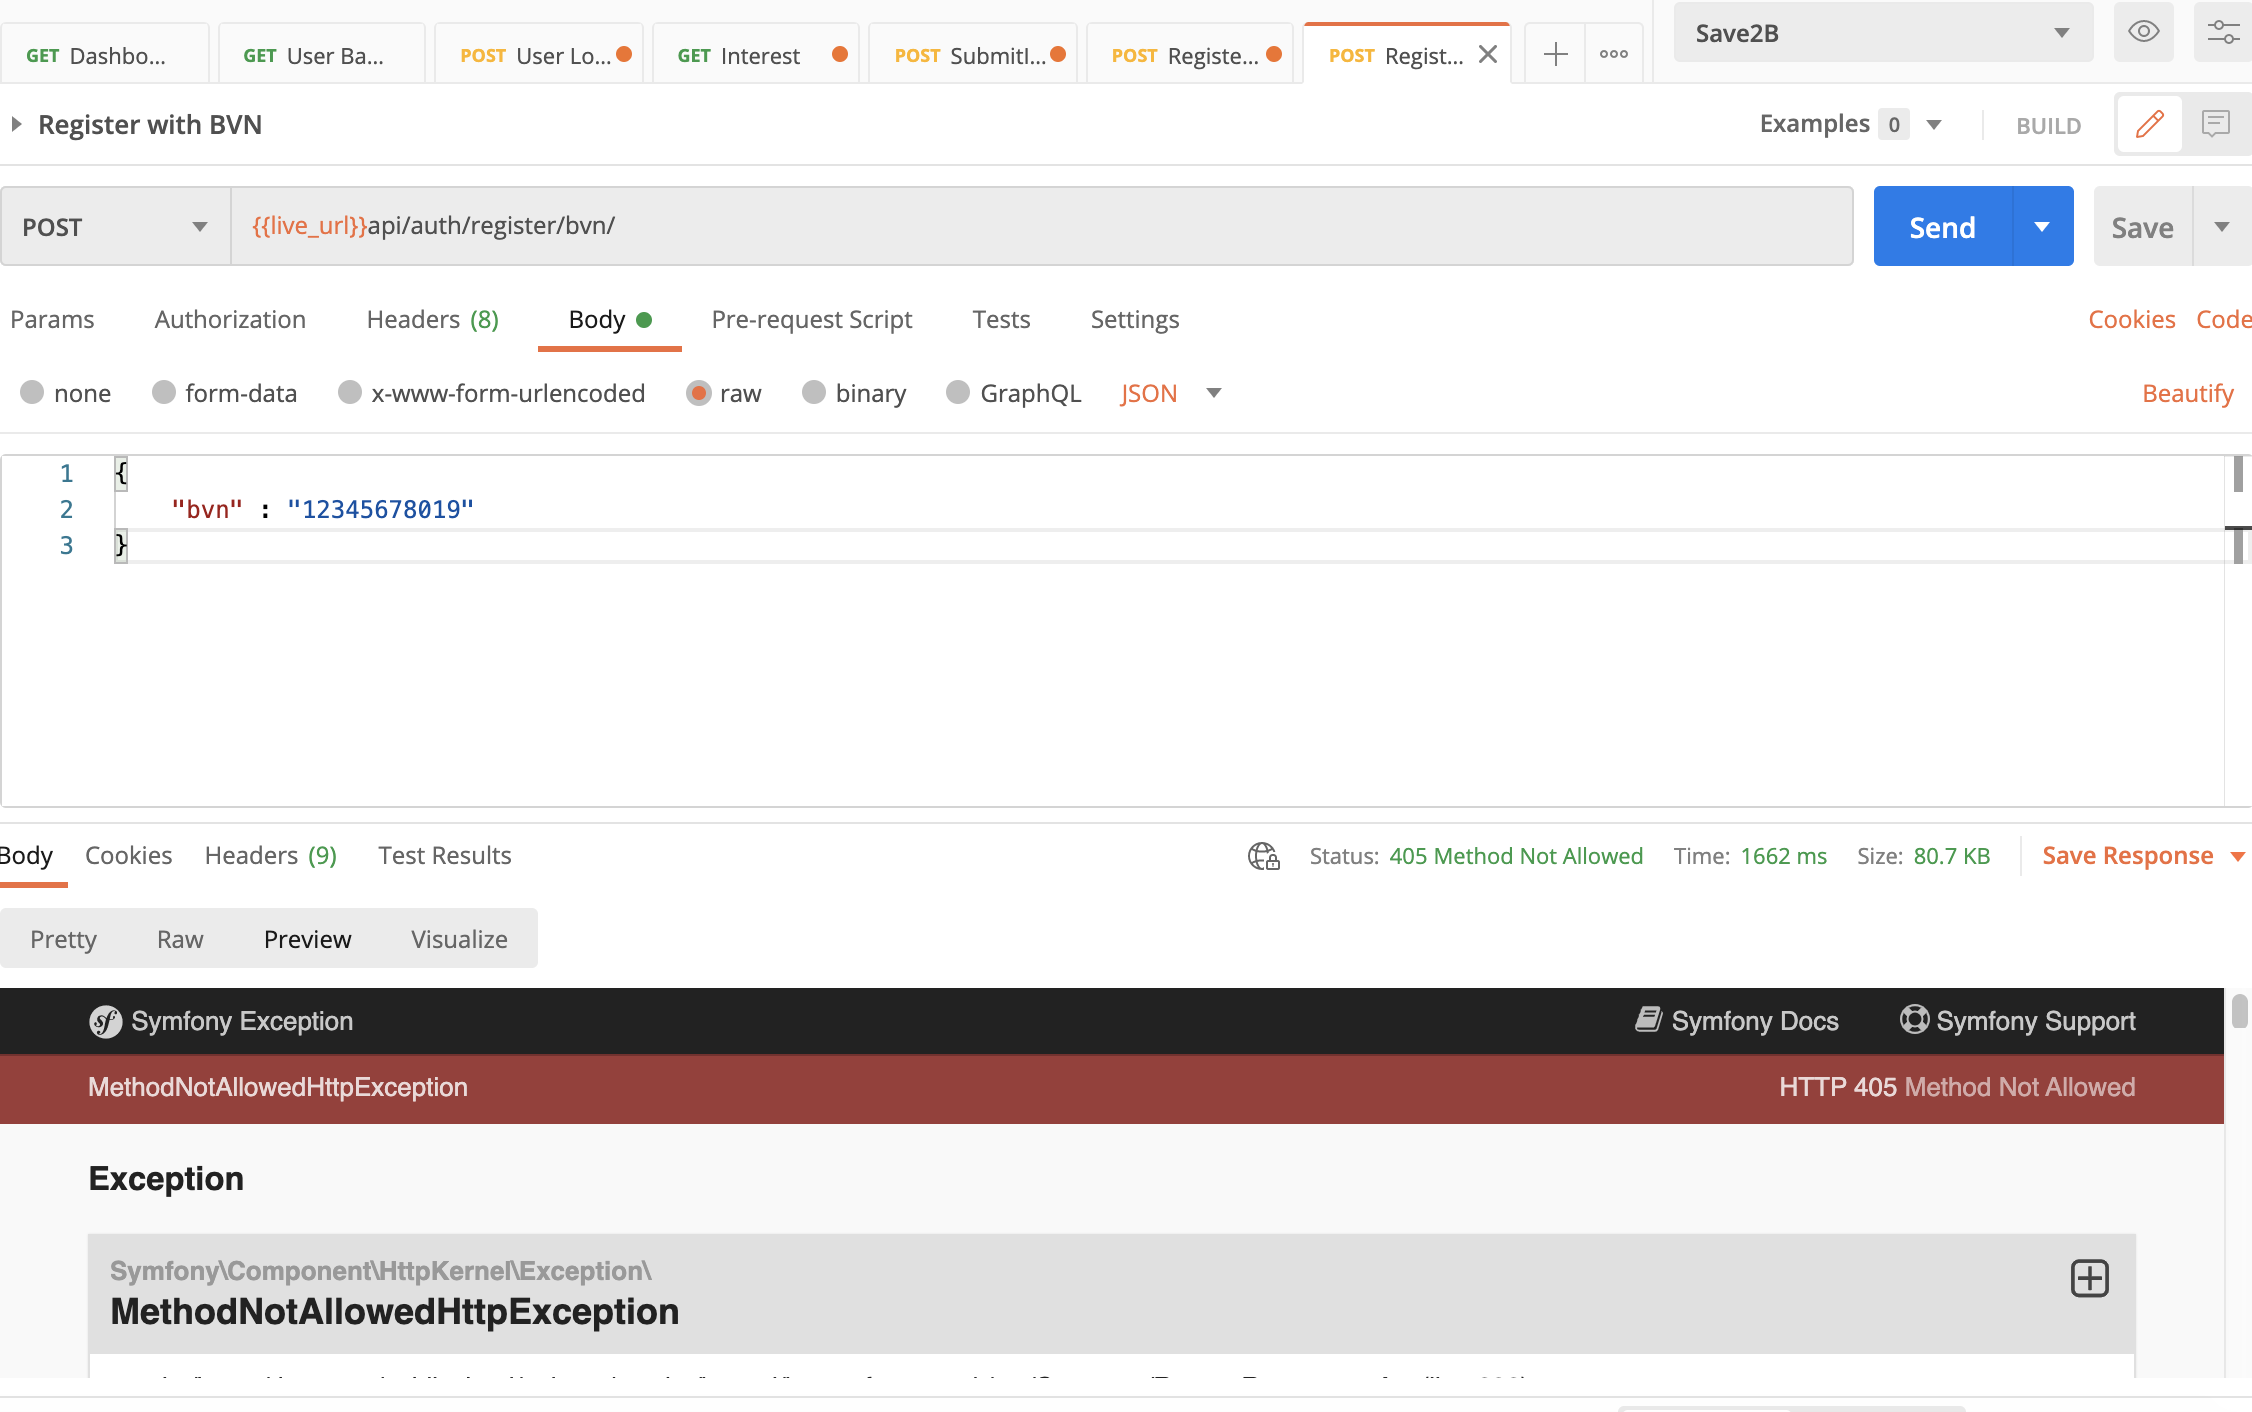 GET Dashbo... GET User Ba... POST User Lo... GET Interest POST SubmitI... POST Registe... POST Regist... Save2B
Register with BVN Examples 0 BUILD
POST {{live_url}}api/auth/register/bvn/ Send Save
Params Authorization Headers (8) Body Pre-request Script Tests Settings Cookies Code
none form-data x-www-form-urlencoded raw binary GraphQL JSON Beautify
1 {
2 "bvn" : "12345678019"
3 }
Body Cookies Headers (9) Test Results Status: 405 Method Not Allowed Time: 1662 ms Size: 80.7 KB Save Response
Pretty Raw Preview Visualize
sf Symfony Exception Symfony Docs Symfony Support
MethodNotAllowedHttpException HTTP 405 Method Not Allowed
Exception
Symfony\Component\HttpKernel\Exception\
MethodNotAllowedHttpException